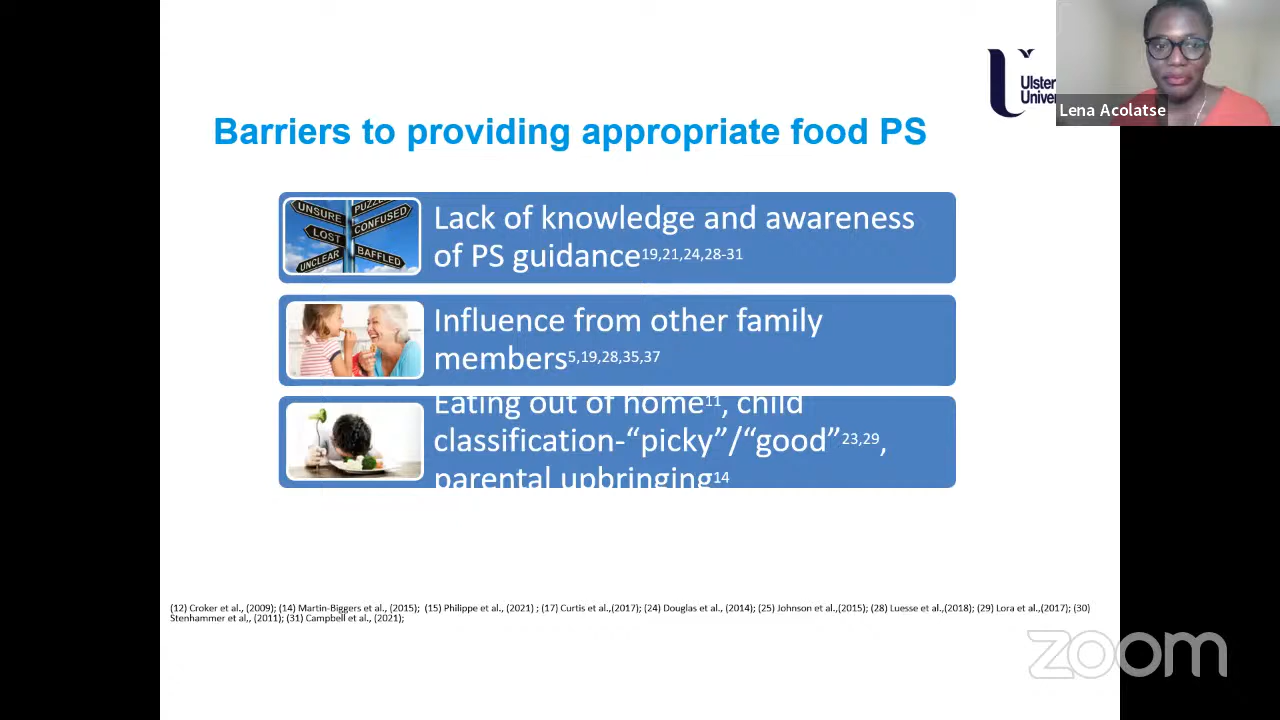 Ulster
Univer
Lena Acolatse
Barriers to providing appropriate food PS
UNSURE
PUZZLE
CONFUSED
LOST
BAFFLED
UNCLEAR
Lack of knowledge and awareness
of PS guidance19,21,24,28-31
Influence from other family
members5,19,28,35,37
Eating out of home11, child
classification-“picky”/“good”23,29,
parental upbringing14
(12) Croker et al., (2009); (14) Martin-Biggers et al., (2015);  (15) Philippe et al., (2021) ; (17) Curtis et al.,(2017); (24) Douglas et al., (2014); (25) Johnson et al.,(2015); (28) Luesse et al.,(2018); (29) Lora et al.,(2017); (30)
Stenhammer et al,, (2011); (31) Campbell et al., (2021);
zoom